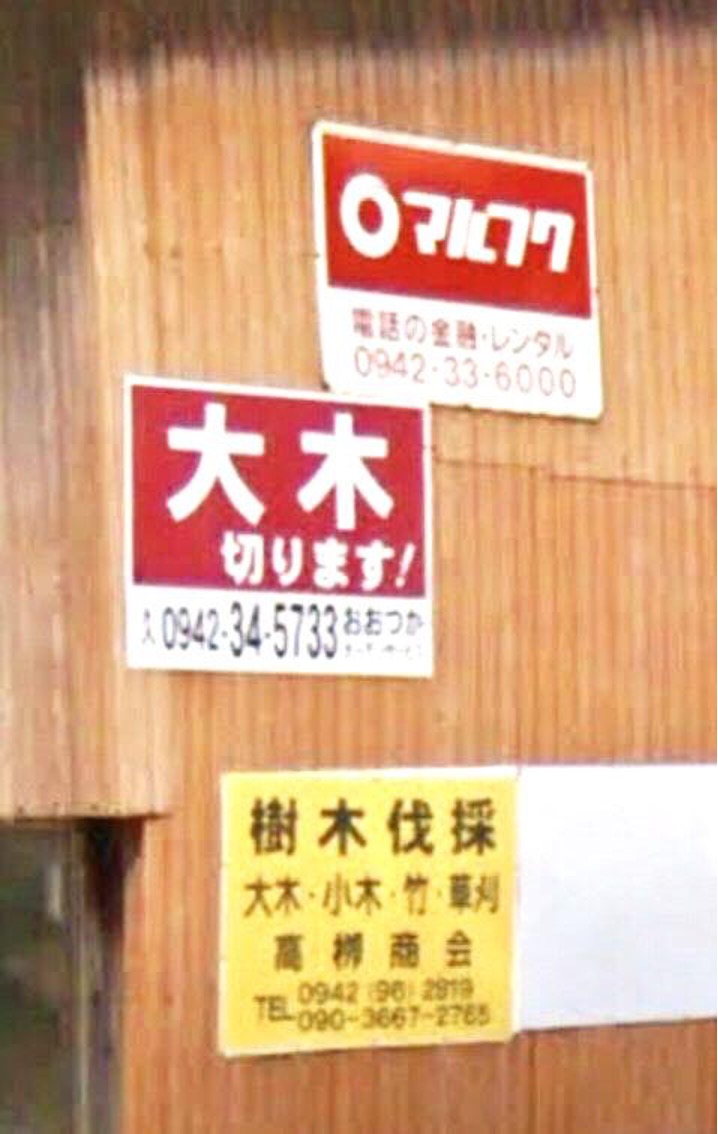 マルフク
電話の金融・レンタル
0942-33-6000
大木
切ります!
0942-34-5733 おおつか
樹木伐採
大木・小木・竹・草刈
高柳商会
TEL 0942(96)2819
090-3667-2765